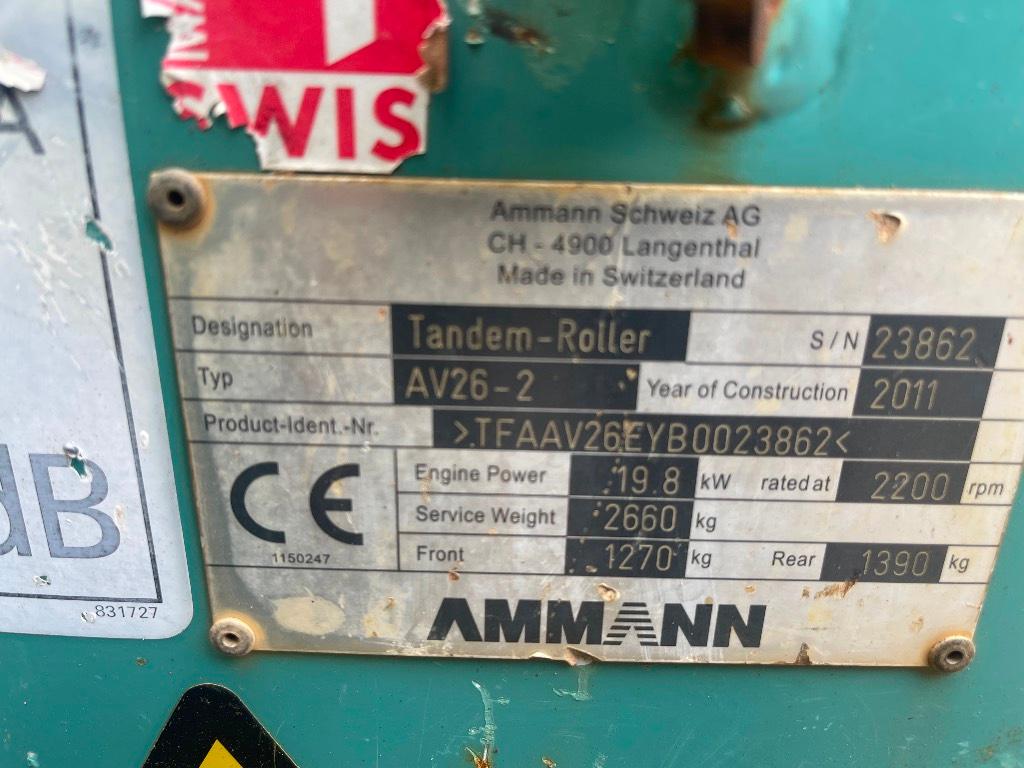 WIS
A
Ammann Schweiz AG
CH - 4900 Langenthal
Made in Switzerland
Designation Tandem-Roller S / N 23862
Typ AV26-2 Year of Construction 2011
Product-Ident.-Nr. >TFAAV26EYB0023862<
CE
1150247
Engine Power 19.8 kW rated at 2200 rpm
Service Weight 2660 kg
Front 1270 kg Rear 1390 kg
AMMANN
dB
831727